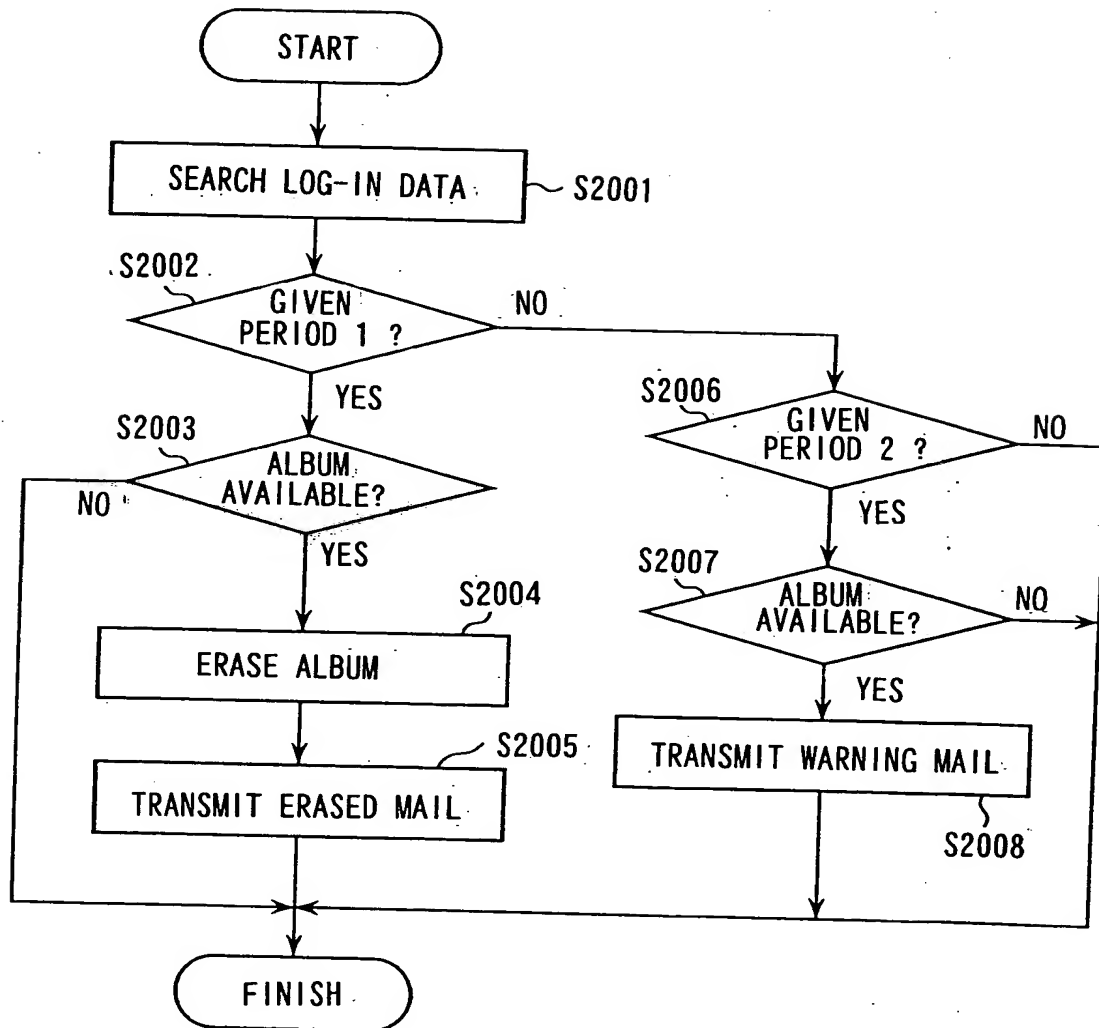 START
SEARCH LOG-IN DATA
S2001
S2002
GIVEN
PERIOD 1 ?
NO
YES
S2003
ALBUM
AVAILABLE?
NO
YES
S2004
ERASE ALBUM
S2005
TRANSMIT ERASED MAIL
S2006
GIVEN
PERIOD 2 ?
NO
YES
S2007
ALBUM
AVAILABLE?
NO
YES
TRANSMIT WARNING MAIL
S2008
FINISH